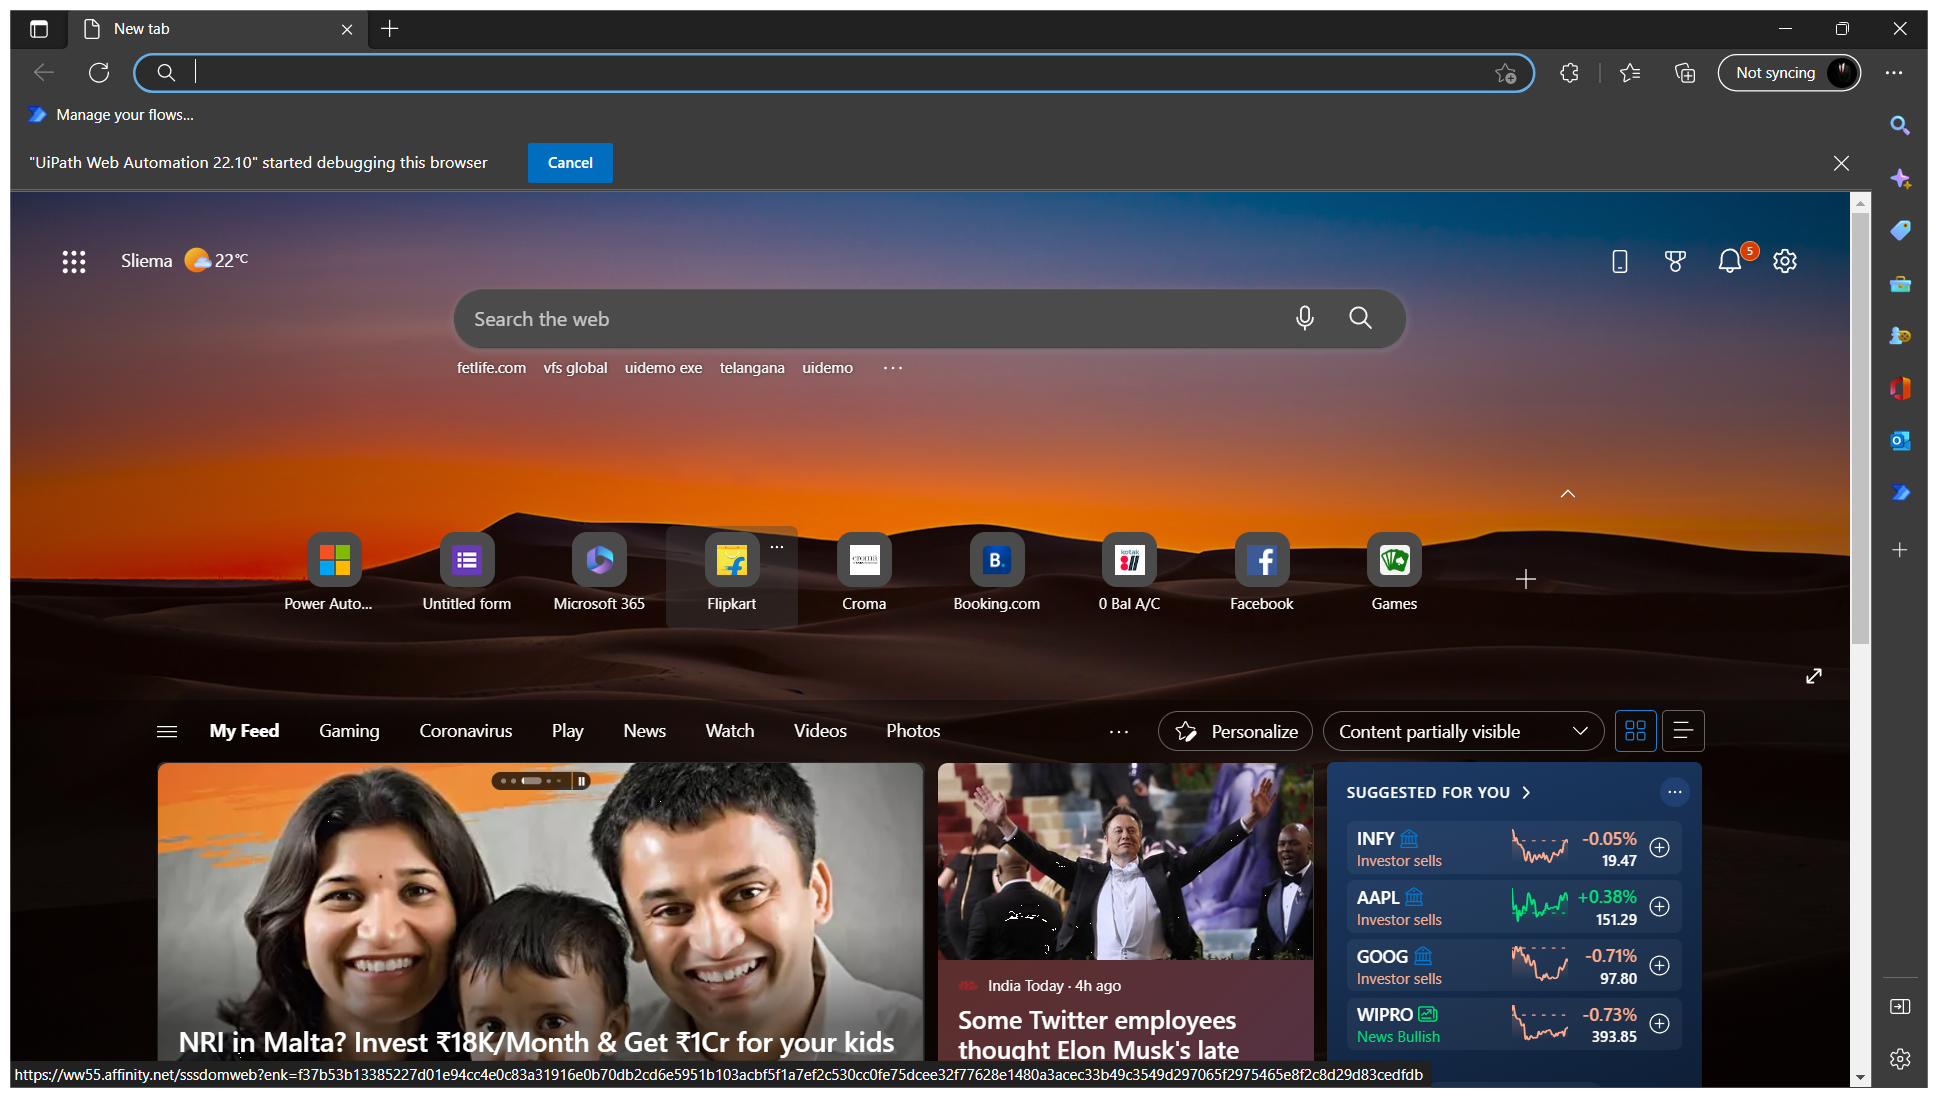 New tab
Not syncing
Manage your flows...
"UiPath Web Automation 22.10" started debugging this browser
Cancel
Sliema 22°C
5
Search the web
fetlife.com vfs global uidemo exe telangana uidemo ...
B.
kotak
croma
Power Auto... Untitled form Microsoft 365 Flipkart Croma Booking.com 0 Bal A/C Facebook Games
My Feed Gaming Coronavirus Play News Watch Videos Photos ... Personalize Content partially visible
SUGGESTED FOR YOU
INFY -0.05%
Investor sells 19.47
AAPL +0.38%
Investor sells 151.29
GOOG -0.71%
Investor sells 97.80
WIPRO -0.73%
News Bullish 393.85
India Today · 4h ago
Some Twitter employees
thought Elon Musk's late
NRI in Malta? Invest ₹18K/Month & Get ₹1Cr for your kids
https://ww55.affinity.net/sssdomweb?enk=f37b53b13385227d01e94cc4e0c83a31916e0b70db2cd6e5951b103acbf5f1a7ef2c530cc0fe75dcee32f77628e1480a3acec33b49c3549d297065f2975465e8f2c8d29d83cedfdb